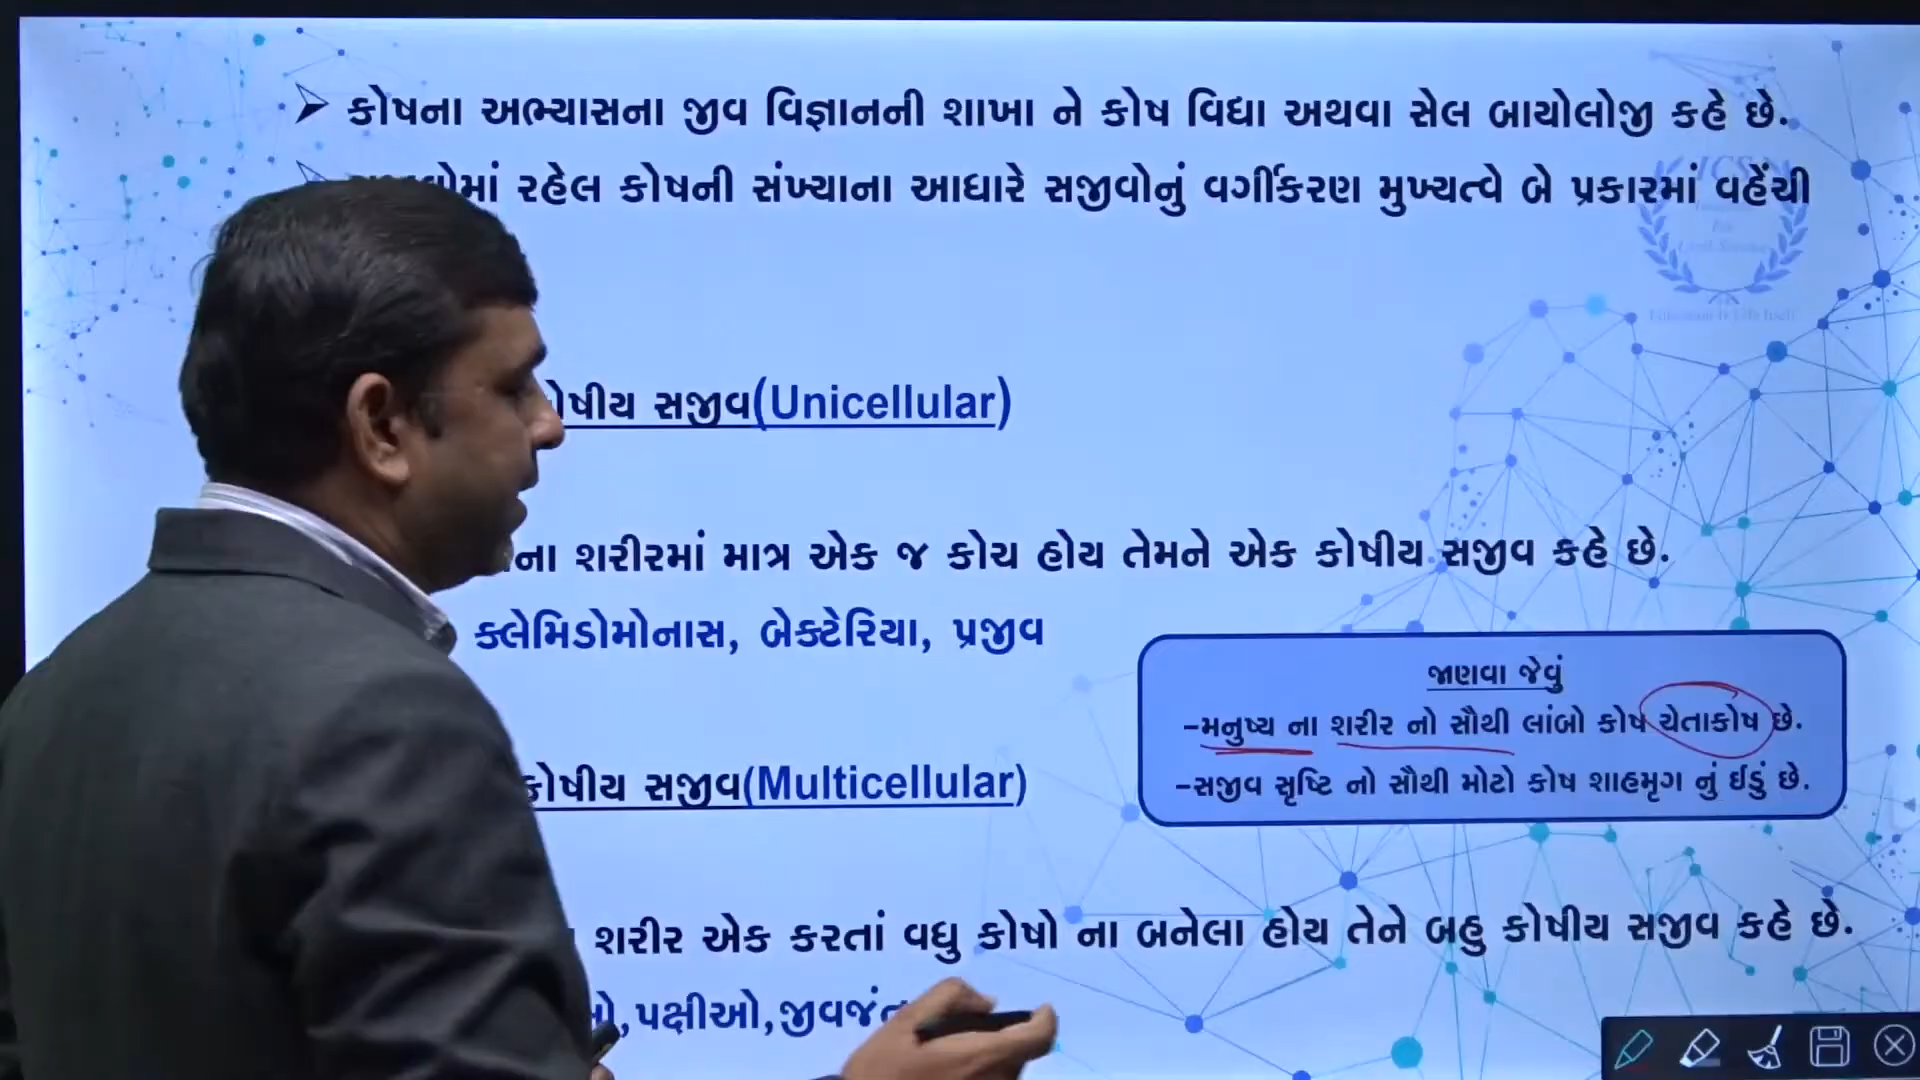 કોષના અભ્યાસના જીવ વિજ્ઞાનની શાખા ને કોષ વિદ્યા અથવા સેલ બાયોલોજી કહે છે.
રહેલ કોષની સંખ્યાના આધારે સજીવોનું વર્ગીકરણ મુખ્યત્વે બે પ્રકારમાં વહેંચી
ICS
સજીવ(Unicellular)
શરીરમાં માત્ર એક જ કોચ હોય તેમને એક કોષીય સજીવ કહે છે.
ક્લેમિડોમોનાસ, બેક્ટેરિયા, પ્રજીવ
જાણવા જેવું
-મનુષ્ય ના શરીર નો સૌથી લાંબો કોષ ચેતાકોષ છે.
-સજીવ સૃષ્ટિ નો સૌથી મોટો કોષ શાહમૃગ નું ઈંડું છે.
કોષીય સજીવ(Multicellular)
શરીર એક કરતાં વધુ કોષો ના બનેલા હોય તેને બહુ કોષીય સજીવ કહે છે.
,પક્ષીઓ,